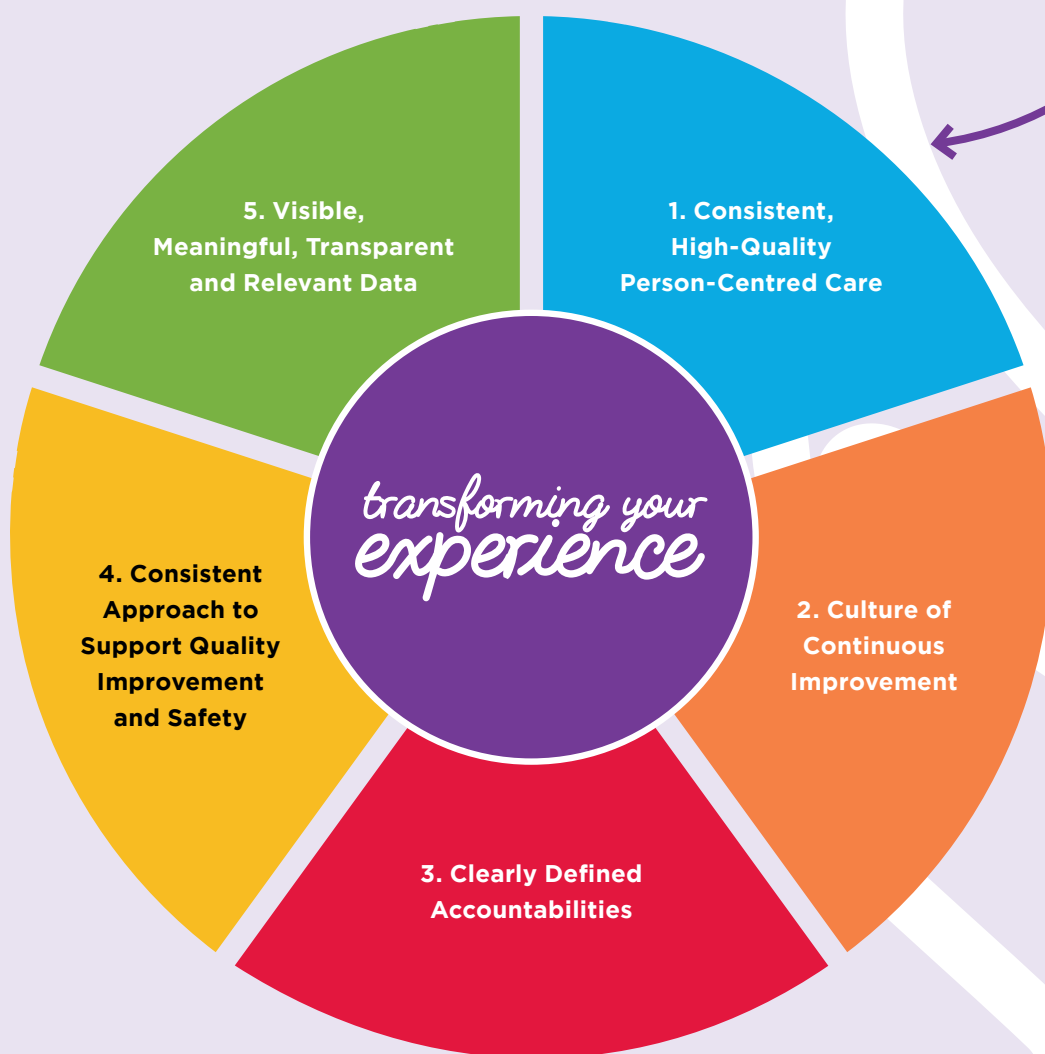 transforming your
experience
1. Consistent,
High-Quality
Person-Centred Care
2. Culture of
Continuous
Improvement
3. Clearly Defined
Accountabilities
4. Consistent
Approach to
Support Quality
Improvement
and Safety
5. Visible,
Meaningful, Transparent
and Relevant Data